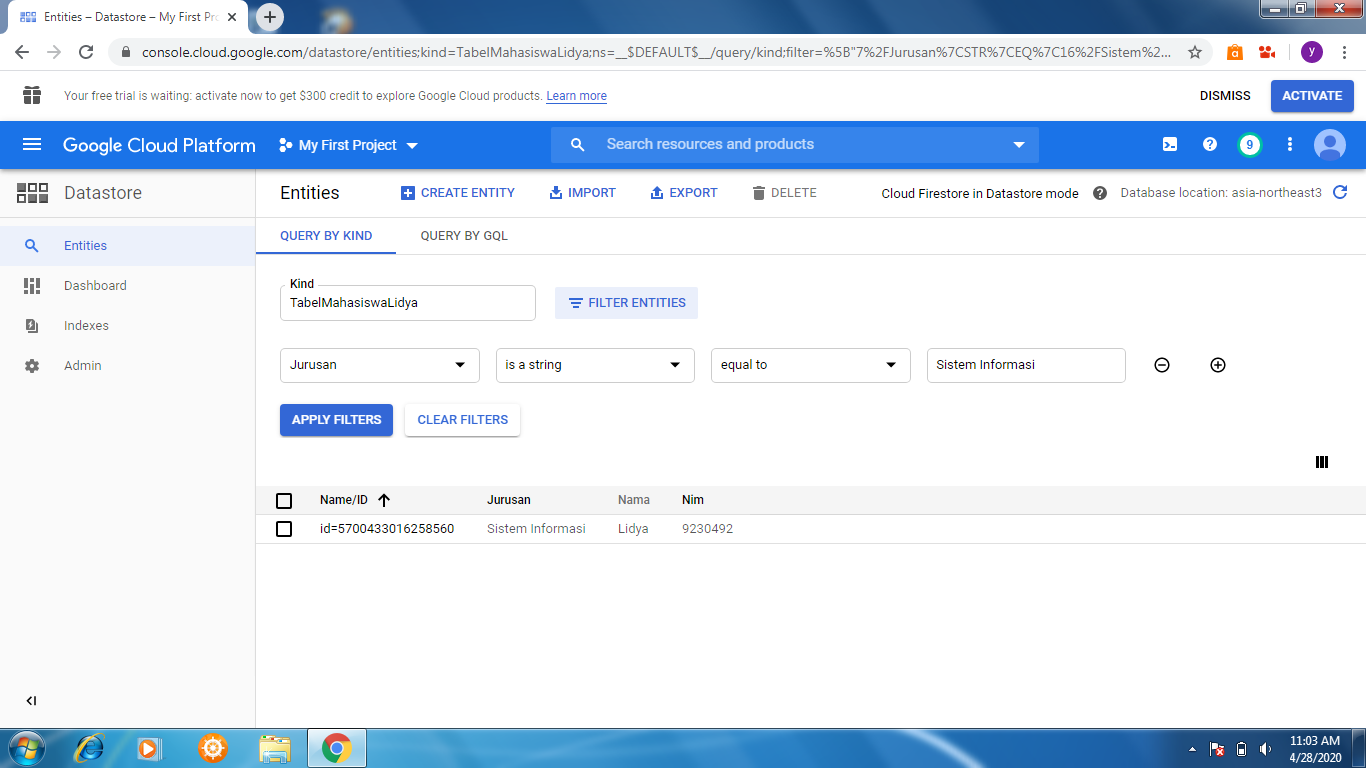 Entities – Datastore – My First Pro
console.cloud.google.com/datastore/entities;kind=TabelMahasiswaLidya;ns=__$DEFAULT$__/query/kind;filter=%5B"7%2FJurusan%7CSTR%7CEQ%7C16%2FSistem%2...
y
Your free trial is waiting: activate now to get $300 credit to explore Google Cloud products. Learn more
DISMISS
ACTIVATE
Google Cloud Platform
My First Project
Search resources and products
9
Datastore
Entities
CREATE ENTITY
IMPORT
EXPORT
DELETE
Cloud Firestore in Datastore mode
Database location: asia-northeast3
Entities
Dashboard
Indexes
Admin
QUERY BY KIND
QUERY BY GQL
Kind
TabelMahasiswaLidya
FILTER ENTITIES
Jurusan
is a string
equal to
Sistem Informasi
APPLY FILTERS
CLEAR FILTERS
Name/ID Jurusan Nama Nim
id=5700433016258560 Sistem Informasi Lidya 9230492
11:03 AM
4/28/2020